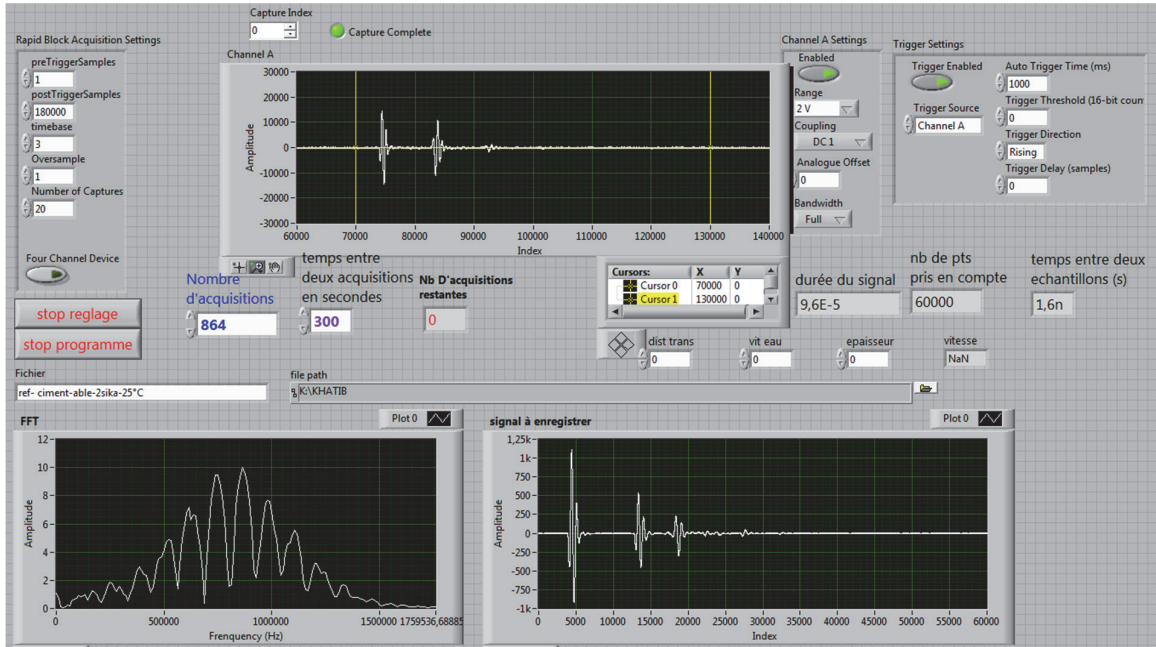 Capture Index
0
Capture Complete
Rapid Block Acquisition Settings
preTriggerSamples
1
postTriggerSamples
180000
timebase
3
Oversample
1
Number of Captures
20
Four Channel Device
Channel A
Amplitude
30000
20000
10000
0
-10000
-20000
-30000
60000 70000 80000 90000 100000 110000 120000 130000 140000
Index
Channel A Settings
Enabled
Range
2 V
Coupling
DC 1
Analogue Offset
0
Bandwidth
Full
Trigger Settings
Trigger Enabled
Trigger Source
Channel A
Auto Trigger Time (ms)
1000
Trigger Threshold (16-bit coun
0
Trigger Direction
Rising
Trigger Delay (samples)
0
stop reglage
stop programme
Nombre
d'acquisitions
864
temps entre
deux acquisitions
en secondes
300
Nb D'acquisitions
restantes
0
Cursors: X Y
Cursor 0 70000 0
Cursor 1 130000 0
durée du signal
9,6E-5
nb de pts
pris en compte
60000
temps entre deux
echantillons (s)
1,6n
dist trans
0
vit eau
0
epaisseur
0
vitesse
NaN
Fichier
ref- ciment-able-2sika-25°C
file path
K:\KHATIB
FFT
Plot 0
Amplitude
12
10
8
6
4
2
0
0 500000 1000000 1500000 1759536,68885
Frenquency (Hz)
signal à enregistrer
Plot 0
Amplitude
1,25k
1k
750
500
250
0
-250
-500
-750
-1k
0 5000 10000 15000 20000 25000 30000 35000 40000 45000 50000 55000 60000
Index